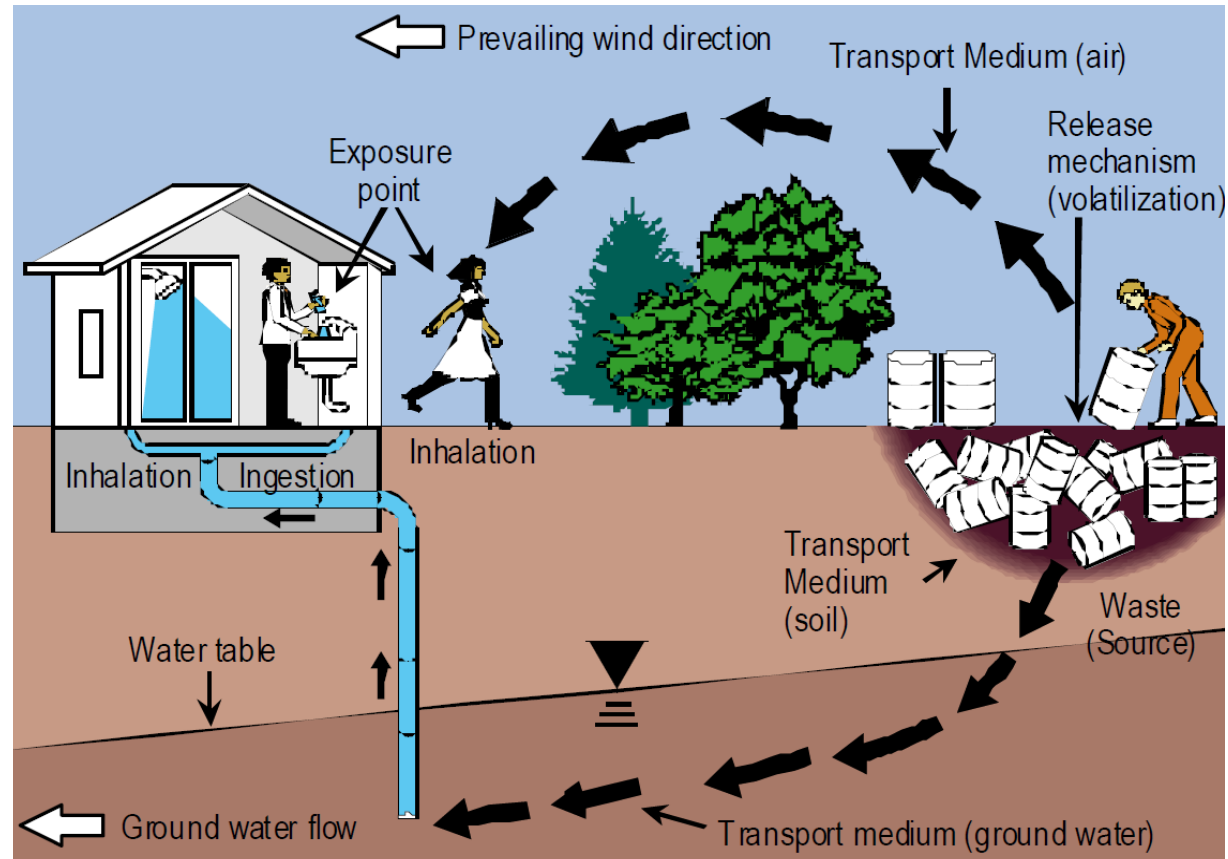 Prevailing wind direction
Transport Medium (air)
Release
mechanism
(volatilization)
Exposure
point
Inhalation
Ingestion
Inhalation
Transport
Medium
(soil)
Waste
(Source)
Water table
Ground water flow
Transport medium (ground water)